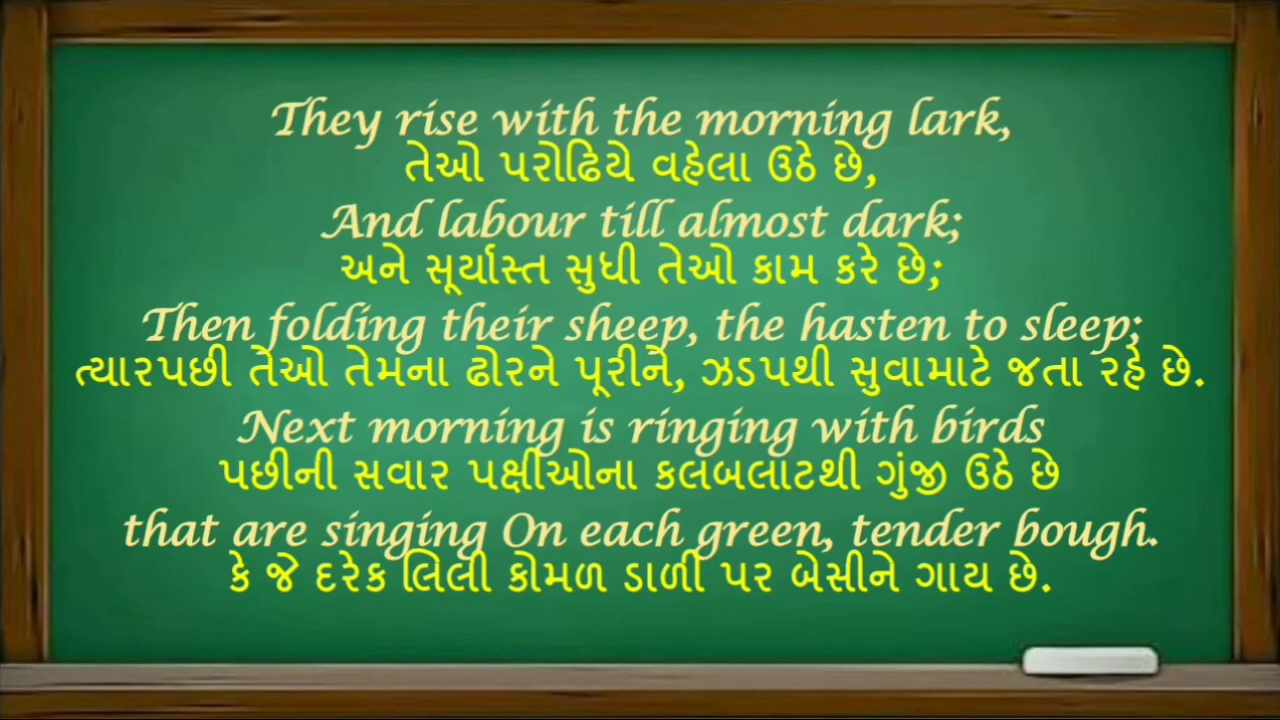 They rise with the morning lark,
તેઓ પરોઢિયે વહેલા ઉઠે છે,
And labour till almost dark;
અને સૂર્યાસ્ત સુધી તેઓ કામ કરે છે;
Then folding their sheep, the hasten to sleep;
ત્યારપછી તેઓ તેમના ઢોરને પૂરીને, ઝડપથી સુવામાટે જતા રહે છે.
Next morning is ringing with birds
પછીની સવાર પક્ષીઓના કલબલાટથી ગુંજી ઉઠે છે
that are singing On each green, tender bough.
કે જે દરેક લિલી કોમળ ડાળી પર બેસીને ગાય છે.